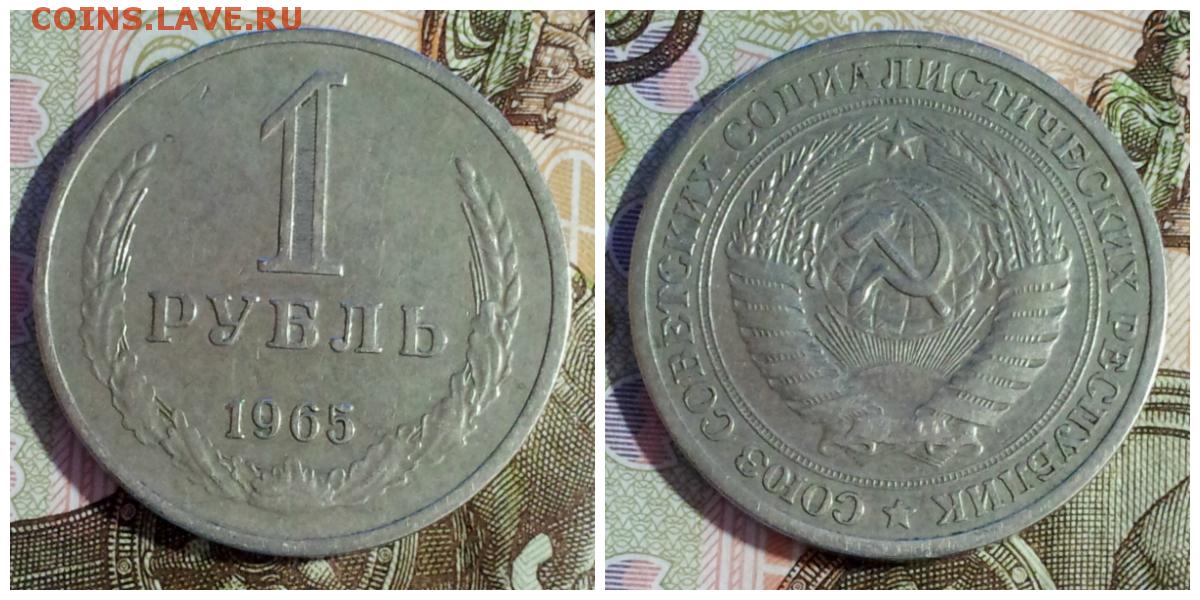 COINS.LAVE.RU
1
РУБЛЬ
1965
СОЮЗ СОВЕТСКИХ СОЦИАЛИСТИЧЕСКИХ РЕСПУБЛИК